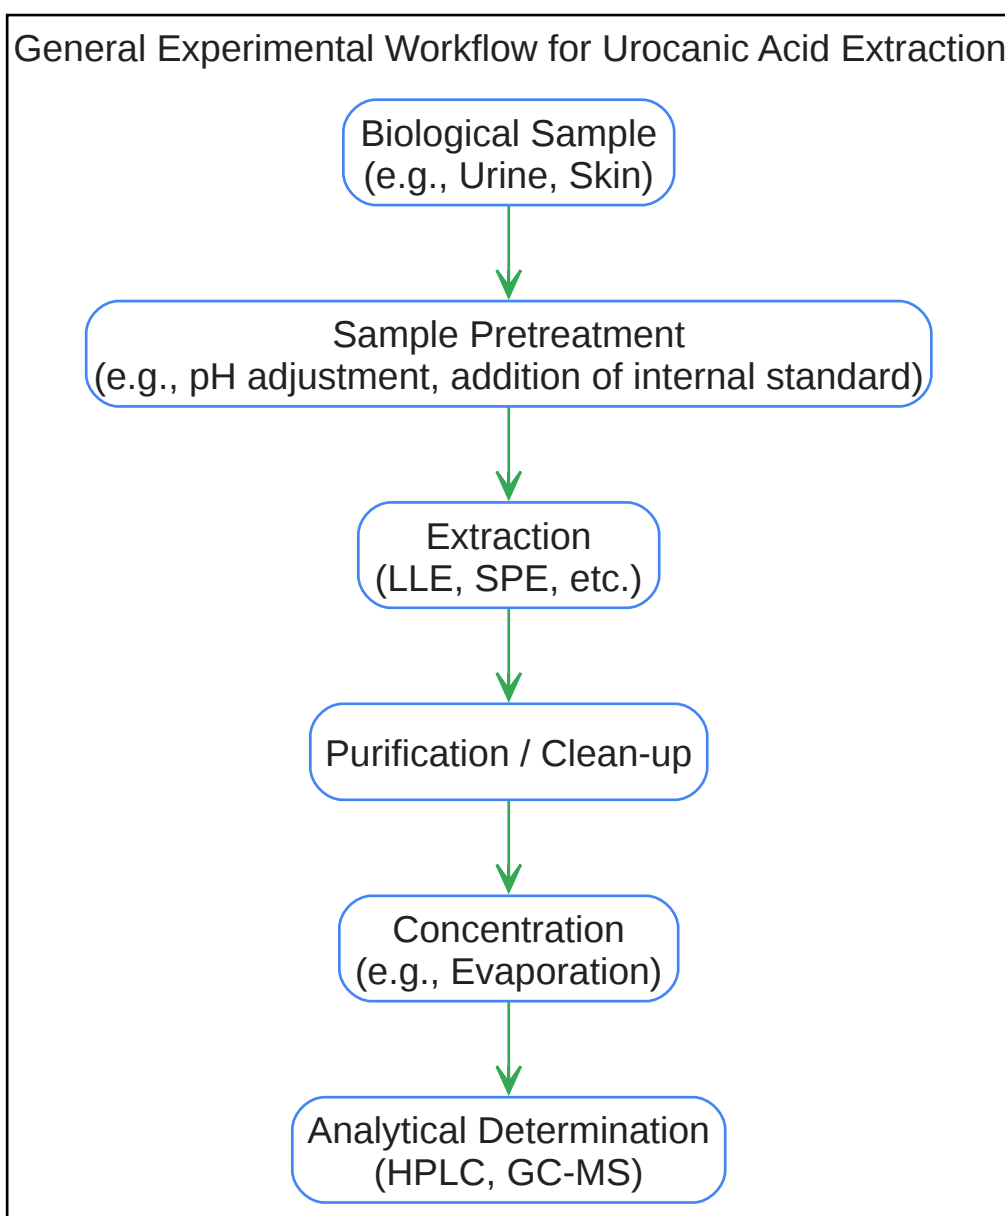 General Experimental Workflow for Urocanic Acid Extraction
Biological Sample
(e.g., Urine, Skin)
Sample Pretreatment
(e.g., pH adjustment, addition of internal standard)
Extraction
(LLE, SPE, etc.)
Purification / Clean-up
Concentration
(e.g., Evaporation)
Analytical Determination
(HPLC, GC-MS)